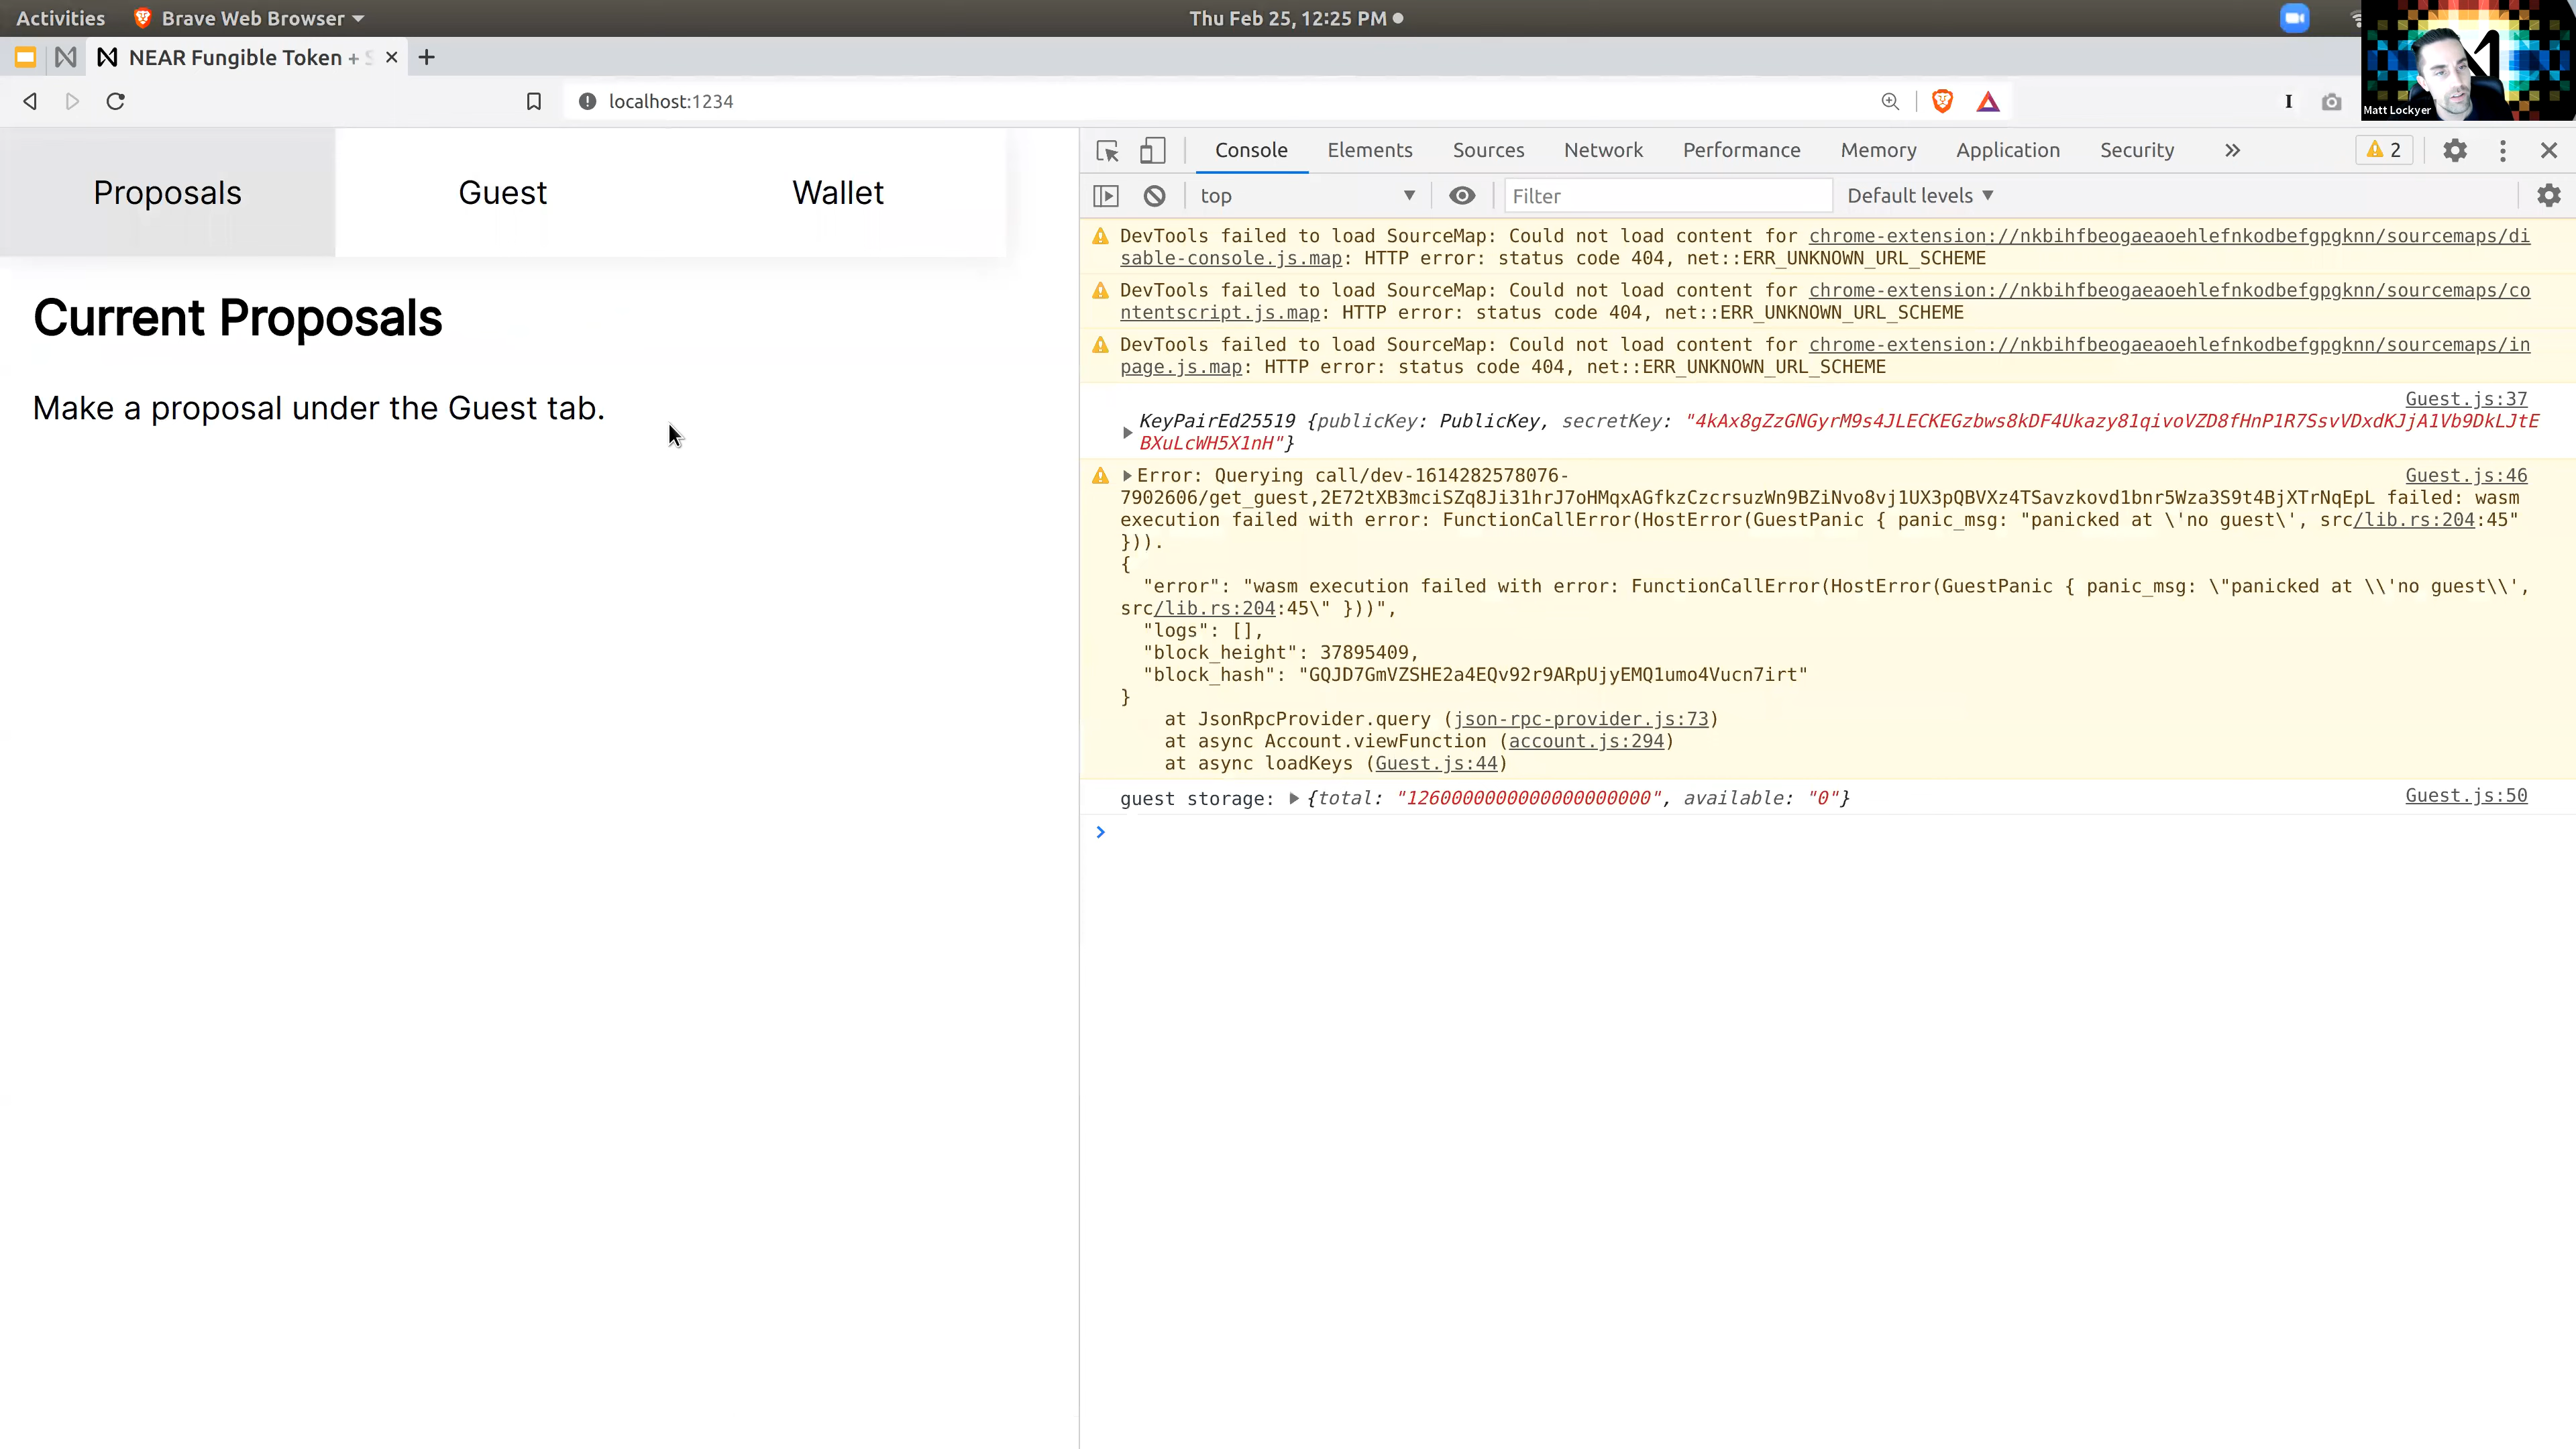 Activities Brave Web Browser Thu Feb 25, 12:25 PM
NEAR Fungible Token +
localhost:1234
Matt Lockyer
Proposals Guest Wallet
Current Proposals
Make a proposal under the Guest tab.
Console Elements Sources Network Performance Memory Application Security 2
top Filter Default levels
DevTools failed to load SourceMap: Could not load content for chrome-extension://nkbihfbeogaeaoehlefnkodbefgpgknn/sourcemaps/di
sable-console.js.map: HTTP error: status code 404, net::ERR_UNKNOWN_URL_SCHEME
DevTools failed to load SourceMap: Could not load content for chrome-extension://nkbihfbeogaeaoehlefnkodbefgpgknn/sourcemaps/co
ntentscript.js.map: HTTP error: status code 404, net::ERR_UNKNOWN_URL_SCHEME
DevTools failed to load SourceMap: Could not load content for chrome-extension://nkbihfbeogaeaoehlefnkodbefgpgknn/sourcemaps/in
page.js.map: HTTP error: status code 404, net::ERR_UNKNOWN_URL_SCHEME
Guest.js:37
KeyPairEd25519 {publicKey: PublicKey, secretKey: "4kAx8gZzGNGyrM9s4JLECKEGzbws8kDF4Ukazy81qivoVZD8fHnP1R7SsvVDxdKJjA1Vb9DkLJtE
BXuLcWH5X1nH"}
Error: Querying call/dev-1614282578076- Guest.js:46
7902606/get_guest,2E72tXB3mciSZq8Ji31hrJ7oHMqxAGfkzCzcrsuzWn9BZiNvo8vj1UX3pQBVXz4TSavzkovd1bnr5Wza3S9t4BjXTrNqEpL failed: wasm
execution failed with error: FunctionCallError(HostError(GuestPanic { panic_msg: "panicked at \'no guest\', src/lib.rs:204:45"
})).
{
"error": "wasm execution failed with error: FunctionCallError(HostError(GuestPanic { panic_msg: \"panicked at \\'no guest\\',
src/lib.rs:204:45\" }))",
"logs": [],
"block_height": 37895409,
"block_hash": "GQJD7GmVZSHE2a4EQv92r9ARpUjyEMQ1umo4Vucn7irt"
}
at JsonRpcProvider.query (json-rpc-provider.js:73)
at async Account.viewFunction (account.js:294)
at async loadKeys (Guest.js:44)
guest storage: {total: "1260000000000000000000", available: "0"} Guest.js:50